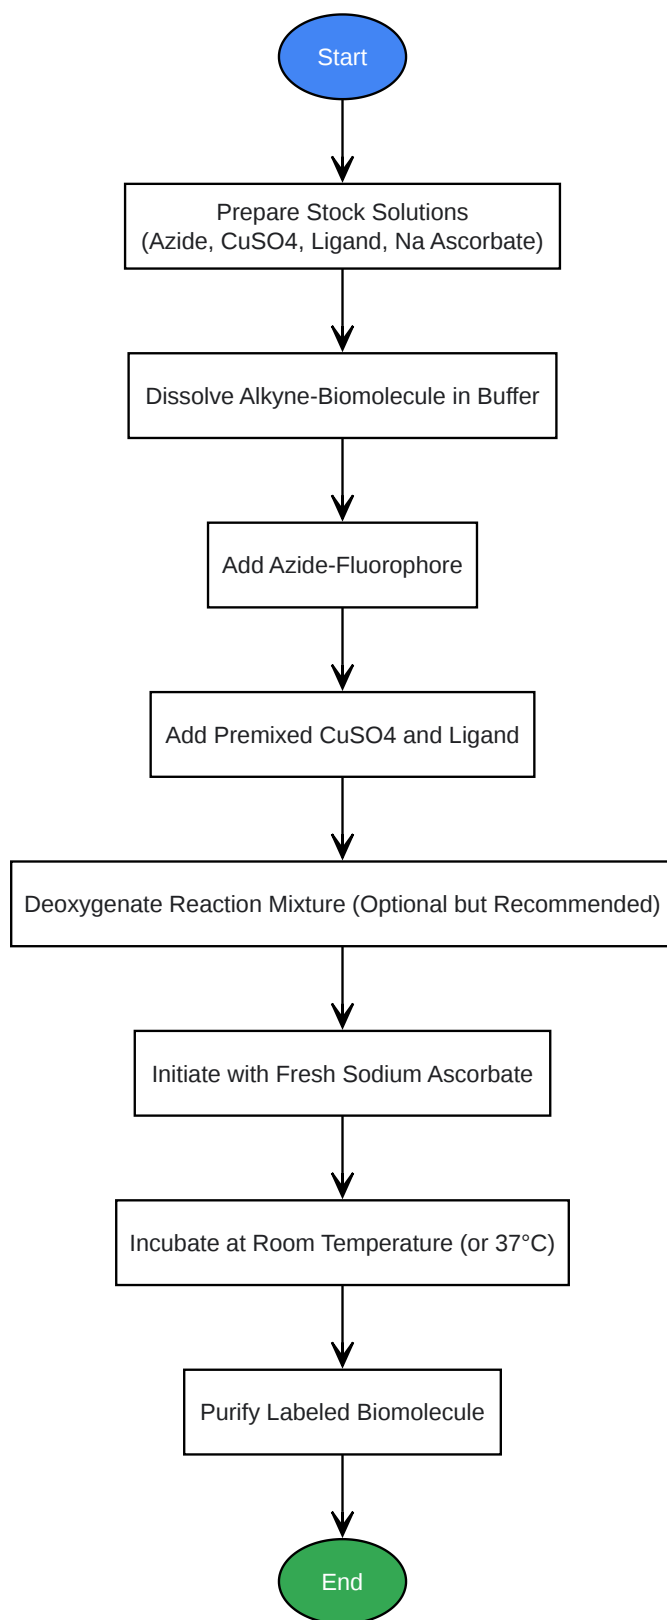 Start
Prepare Stock Solutions
(Azide, CuSO4, Ligand, Na Ascorbate)
Dissolve Alkyne-Biomolecule in Buffer
Add Azide-Fluorophore
Add Premixed CuSO4 and Ligand
Deoxygenate Reaction Mixture (Optional but Recommended)
Initiate with Fresh Sodium Ascorbate
Incubate at Room Temperature (or 37°C)
Purify Labeled Biomolecule
End